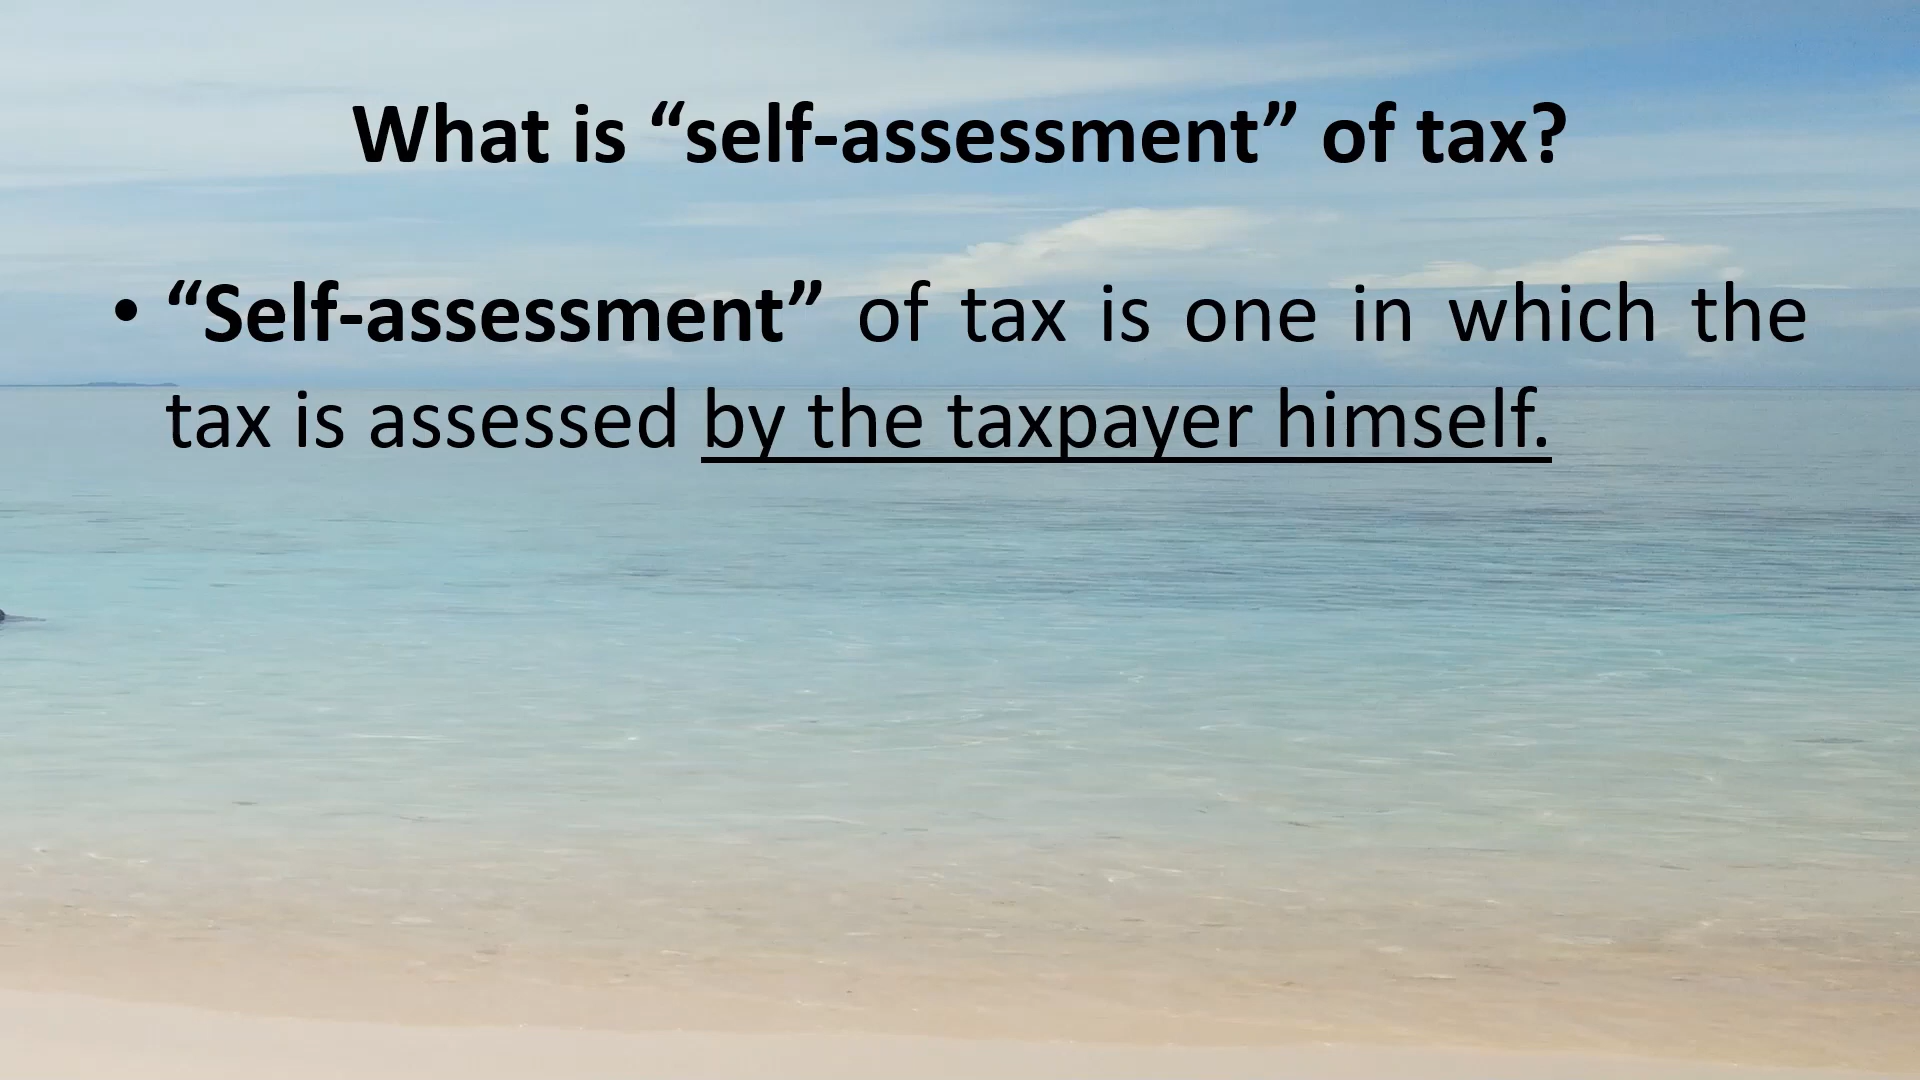 What is “self-assessment” of tax?
• “Self-assessment” of tax is one in which the
tax is assessed by the taxpayer himself.